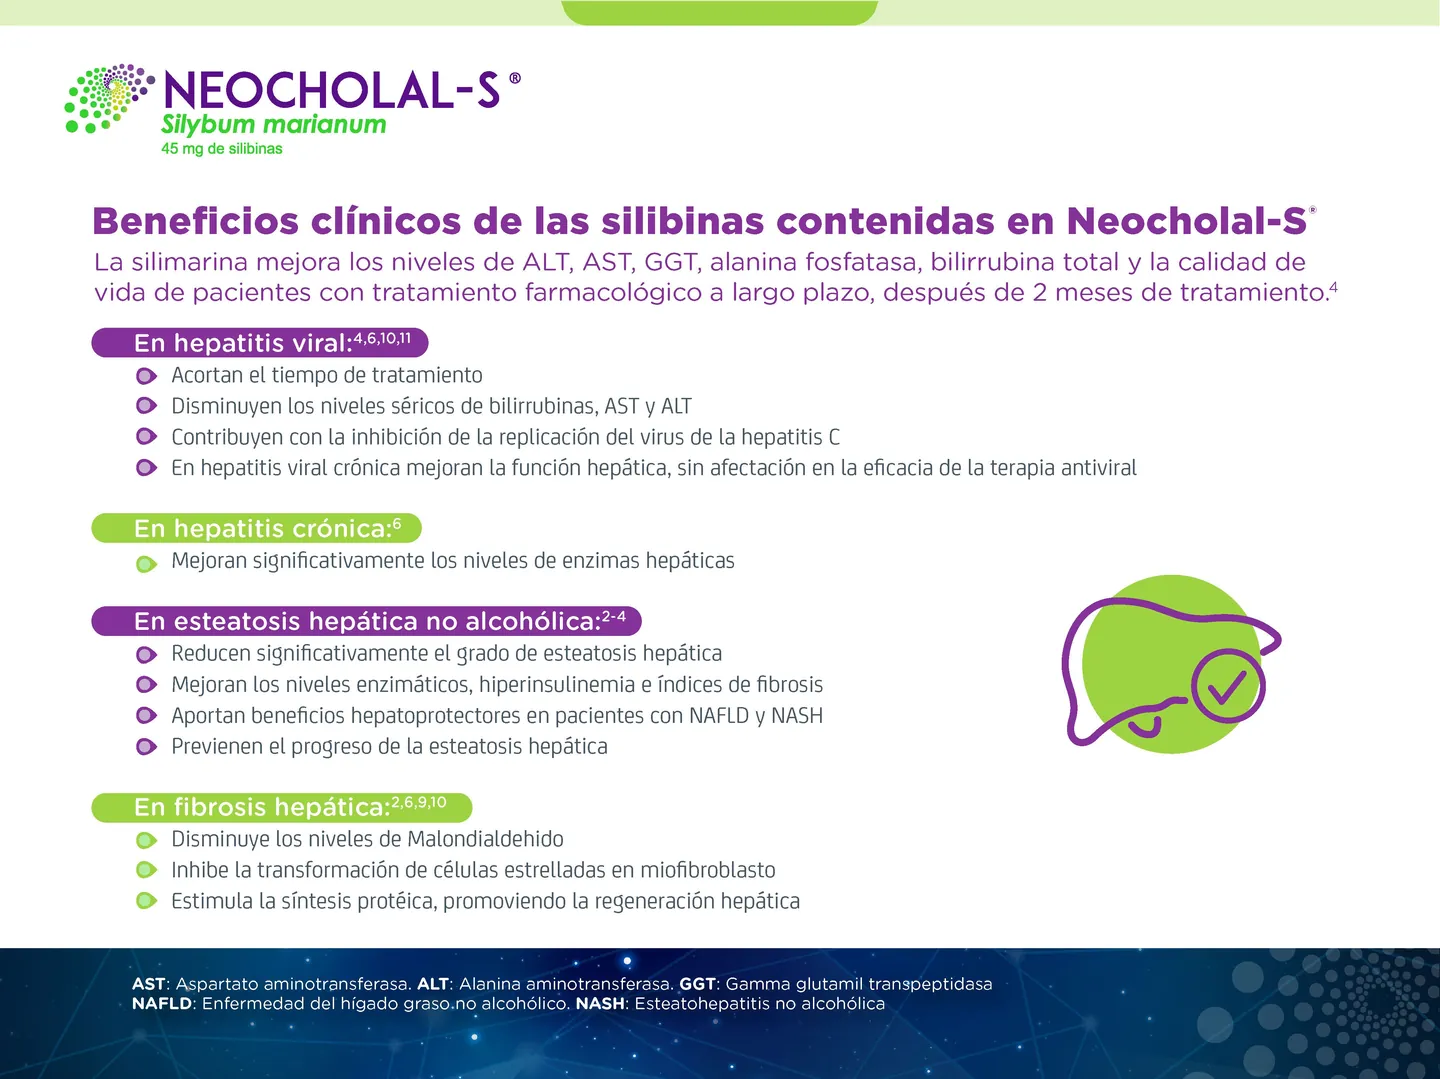 NEOCHOLAL-S®
Silybum marianum
45 mg de silibinas
Beneficios clínicos de las silibinas contenidas en Neocholal-S®
La silimarina mejora los niveles de ALT, AST, GGT, alanina fosfatasa, bilirrubina total y la calidad de
vida de pacientes con tratamiento farmacológico a largo plazo, después de 2 meses de tratamiento.4
En hepatitis viral:4,6,10,11
Acortan el tiempo de tratamiento
Disminuyen los niveles séricos de bilirrubinas, AST y ALT
Contribuyen con la inhibición de la replicación del virus de la hepatitis C
En hepatitis viral crónica mejoran la función hepática, sin afectación en la eficacia de la terapia antiviral
En hepatitis crónica:6
Mejoran significativamente los niveles de enzimas hepáticas
En esteatosis hepática no alcohólica:2-4
Reducen significativamente el grado de esteatosis hepática
Mejoran los niveles enzimáticos, hiperinsulinemia e índices de fibrosis
Aportan beneficios hepatoprotectores en pacientes con NAFLD y NASH
Previenen el progreso de la esteatosis hepática
En fibrosis hepática:2,6,9,10
Disminuye los niveles de Malondialdehido
Inhibe la transformación de células estrelladas en miofibroblasto
Estimula la síntesis protéica, promoviendo la regeneración hepática
AST: Aspartato aminotransferasa. ALT: Alanina aminotransferasa. GGT: Gamma glutamil transpeptidasa
NAFLD: Enfermedad del hígado graso no alcohólico. NASH: Esteatohepatitis no alcohólica